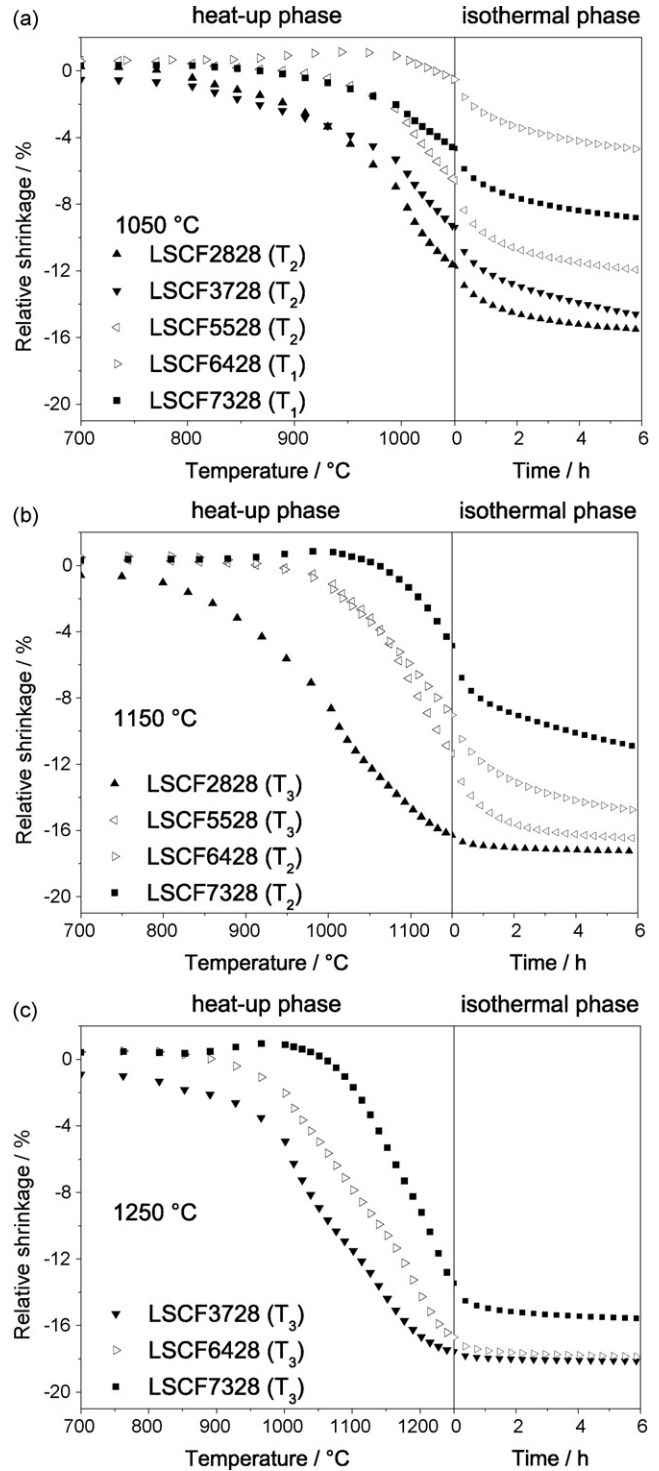 (a)
heat-up phase isothermal phase
0
-4
-8
-12
-16
-20
Relative shrinkage / %
1050 °C
LSCF2828 (T2)
LSCF3728 (T2)
LSCF5528 (T2)
LSCF6428 (T1)
LSCF7328 (T1)
700 800 900 1000 0 2 4 6
Temperature / °C Time / h
(b)
heat-up phase isothermal phase
0
-4
-8
-12
-16
-20
Relative shrinkage / %
1150 °C
LSCF2828 (T3)
LSCF5528 (T3)
LSCF6428 (T2)
LSCF7328 (T2)
700 800 900 1000 1100 0 2 4 6
Temperature / °C Time / h
(c)
heat-up phase isothermal phase
0
-4
-8
-12
-16
-20
Relative shrinkage / %
1250 °C
LSCF3728 (T3)
LSCF6428 (T3)
LSCF7328 (T3)
700 800 900 1000 1100 1200 0 2 4 6
Temperature / °C Time / h